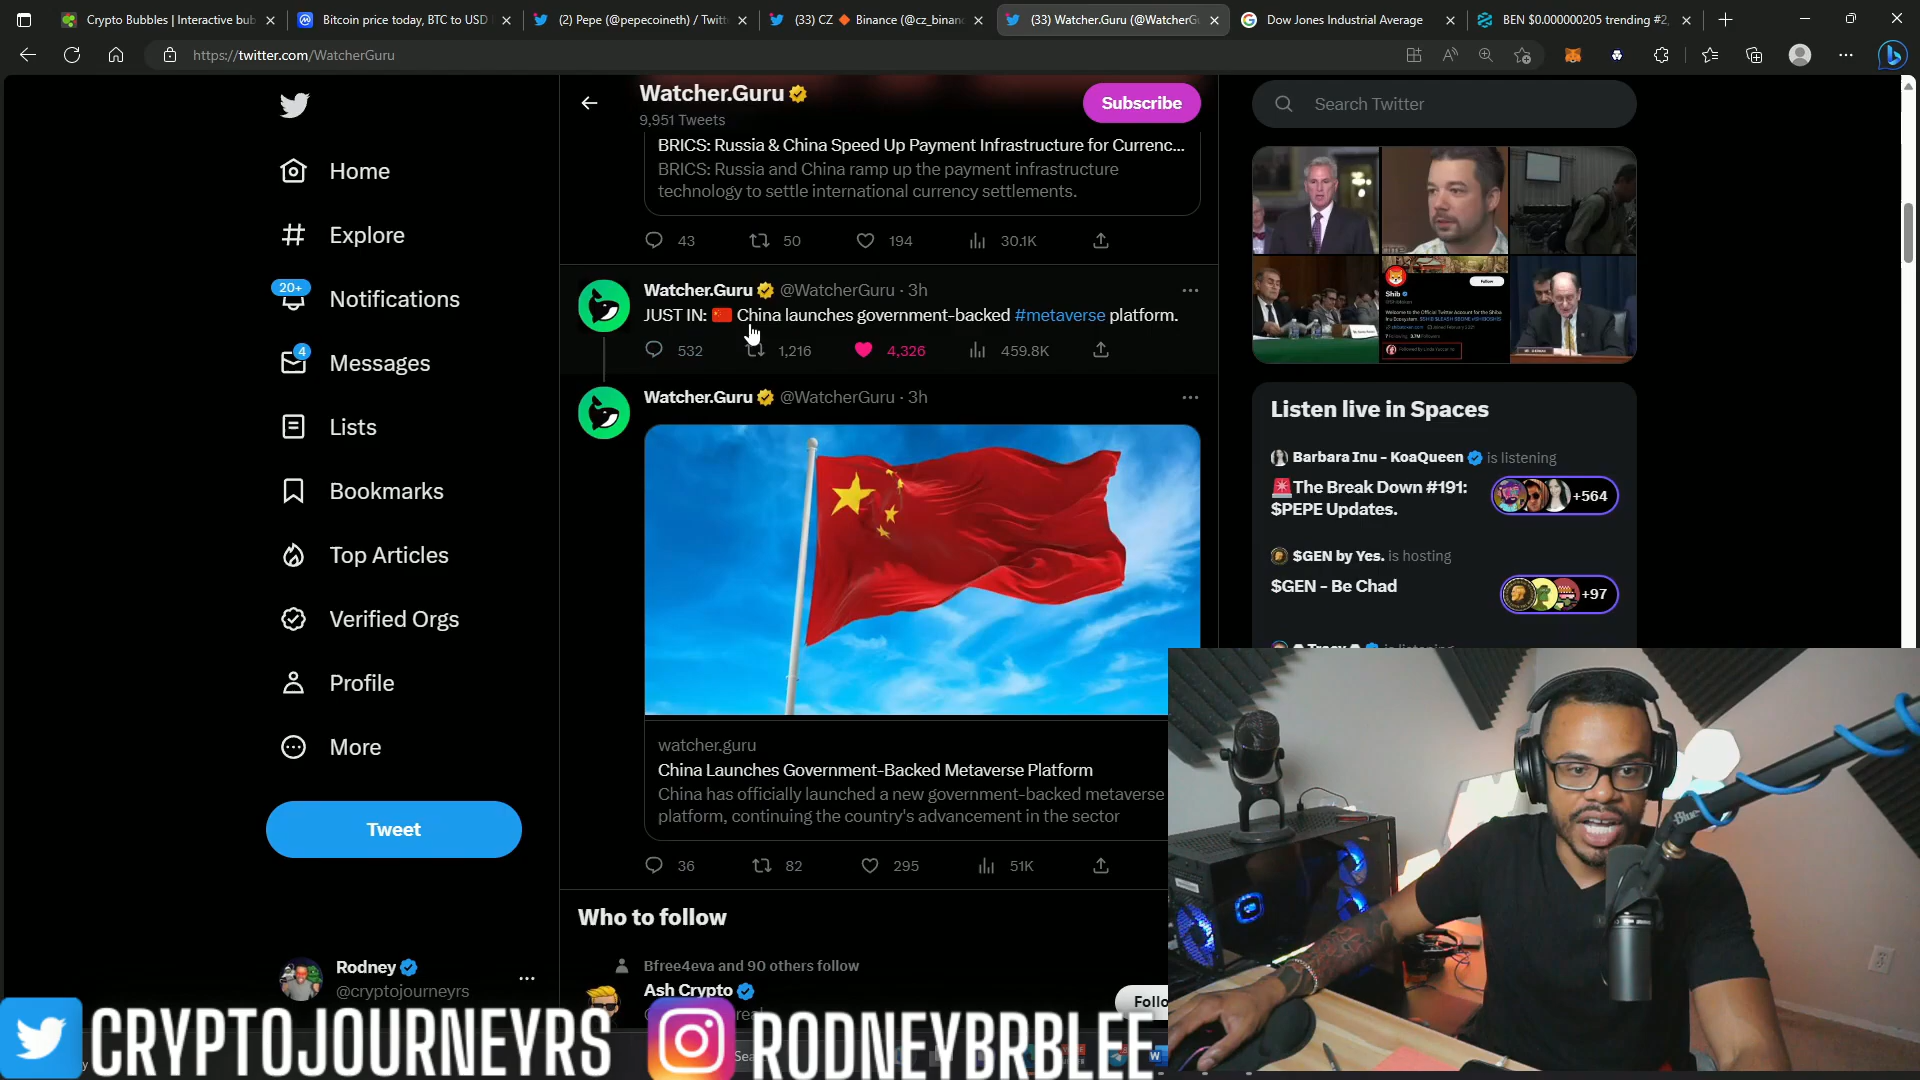 Crypto Bubbles | Interactive bub
Bitcoin price today, BTC to USD
(2) Pepe (@pepecoineth) / Twitt
(33) CZ 🔶 Binance (@cz_binanc
(33) Watcher.Guru (@WatcherG
Dow Jones Industrial Average
BEN $0.000000205 trending #2,
https://twitter.com/WatcherGuru
Home
Explore
20+
Notifications
4
Messages
Lists
Bookmarks
Top Articles
Verified Orgs
Profile
More
Tweet
Rodney
@cryptojourneyrs
Watcher.Guru
9,951 Tweets
Subscribe
BRICS: Russia & China Speed Up Payment Infrastructure for Currenc...
BRICS: Russia and China ramp up the payment infrastructure
technology to settle international currency settlements.
43 50 194 30.1K
Watcher.Guru @WatcherGuru · 3h
JUST IN: 🇨🇳 China launches government-backed #metaverse platform.
532 1,216 4,326 459.8K
Watcher.Guru @WatcherGuru · 3h
watcher.guru
China Launches Government-Backed Metaverse Platform
China has officially launched a new government-backed metaverse
platform, continuing the country's advancement in the sector
36 82 295 51K
Who to follow
Bfree4eva and 90 others follow
Ash Crypto
Follo
Search Twitter
Shib
Follow
Listen live in Spaces
Barbara Inu - KoaQueen is listening
🚨The Break Down #191:
$PEPE Updates.
+564
$GEN by Yes. is hosting
$GEN - Be Chad
+97
Blue
CRYPTOJOURNEYRS
RODNEYBRBLEE